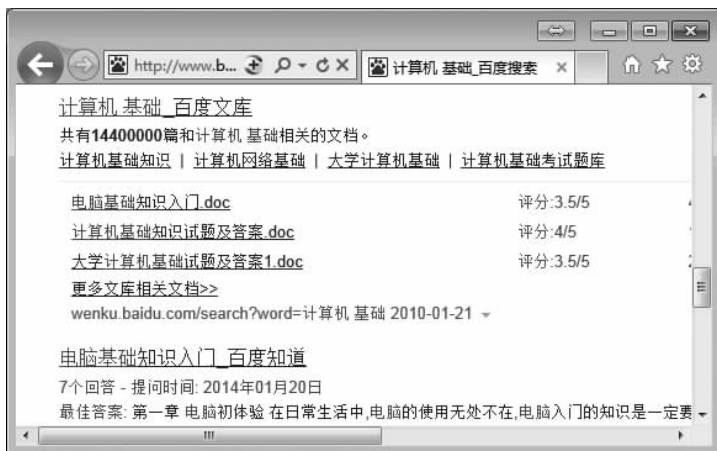 http://www.b...
计算机 基础_百度搜索
计算机 基础_百度文库
共有14400000篇和计算机 基础相关的文档。
计算机基础知识 | 计算机网络基础 | 大学计算机基础 | 计算机基础考试题库
电脑基础知识入门.doc 评分:3.5/5
计算机基础知识试题及答案.doc 评分:4/5
大学计算机基础试题及答案1.doc 评分:3.5/5
更多文库相关文档>>
wenku.baidu.com/search?word=计算机 基础 2010-01-21
电脑基础知识入门_百度知道
7个回答 - 提问时间: 2014年01月20日
最佳答案: 第一章 电脑初体验 在日常生活中,电脑的使用无处不在,电脑入门的知识是一定要